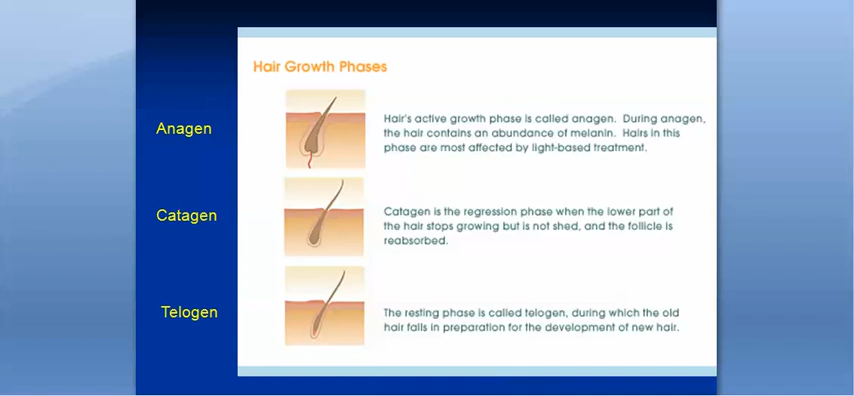 Hair Growth Phases
Anagen
Hair's active growth phase is called anagen. During anagen,
the hair contains an abundance of melanin. Hairs in this
phase are most affected by light-based treatment.
Catagen
Catagen is the regression phase when the lower part of
the hair stops growing but is not shed, and the follicle is
reabsorbed.
Telogen
The resting phase is called telogen, during which the old
hair falls in preparation for the development of new hair.